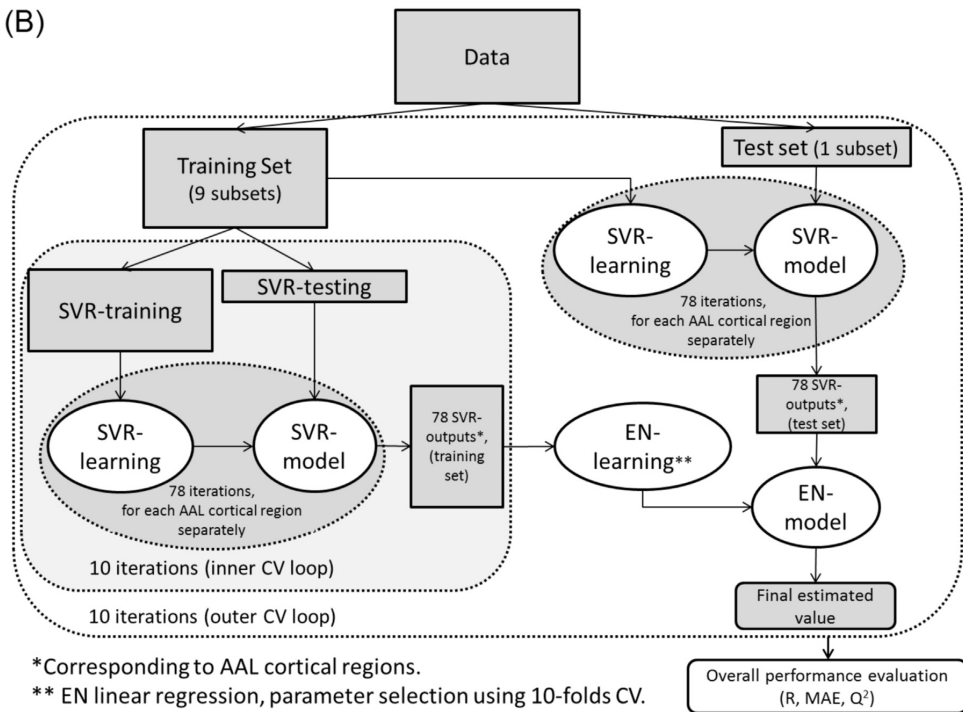 (B)
Data
Training Set
(9 subsets)
Test set (1 subset)
SVR-
learning
SVR-
model
78 iterations,
for each AAL cortical region
separately
SVR-training
SVR-testing
SVR-
learning
SVR-
model
78 iterations,
for each AAL cortical region
separately
78 SVR-
outputs*,
(training
set)
EN-
learning**
78 SVR-
outputs*,
(test set)
EN-
model
10 iterations (inner CV loop)
10 iterations (outer CV loop)
Final estimated
value
*Corresponding to AAL cortical regions.
** EN linear regression, parameter selection using 10-folds CV.
Overall performance evaluation
(R, MAE, Q²)